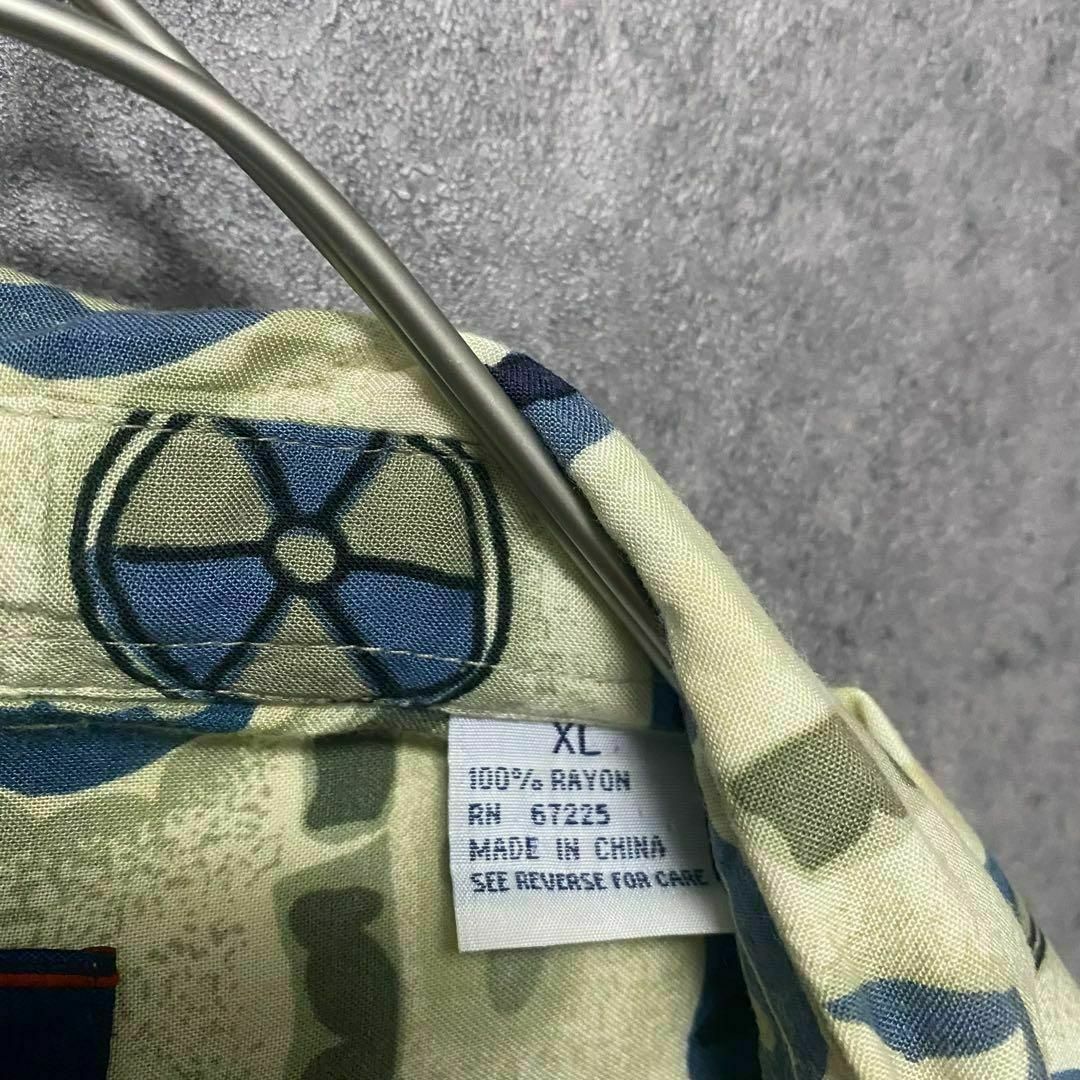 XL
100% RAYON
RN 67225
MADE IN CHINA
SEE REVERSE FOR CARE